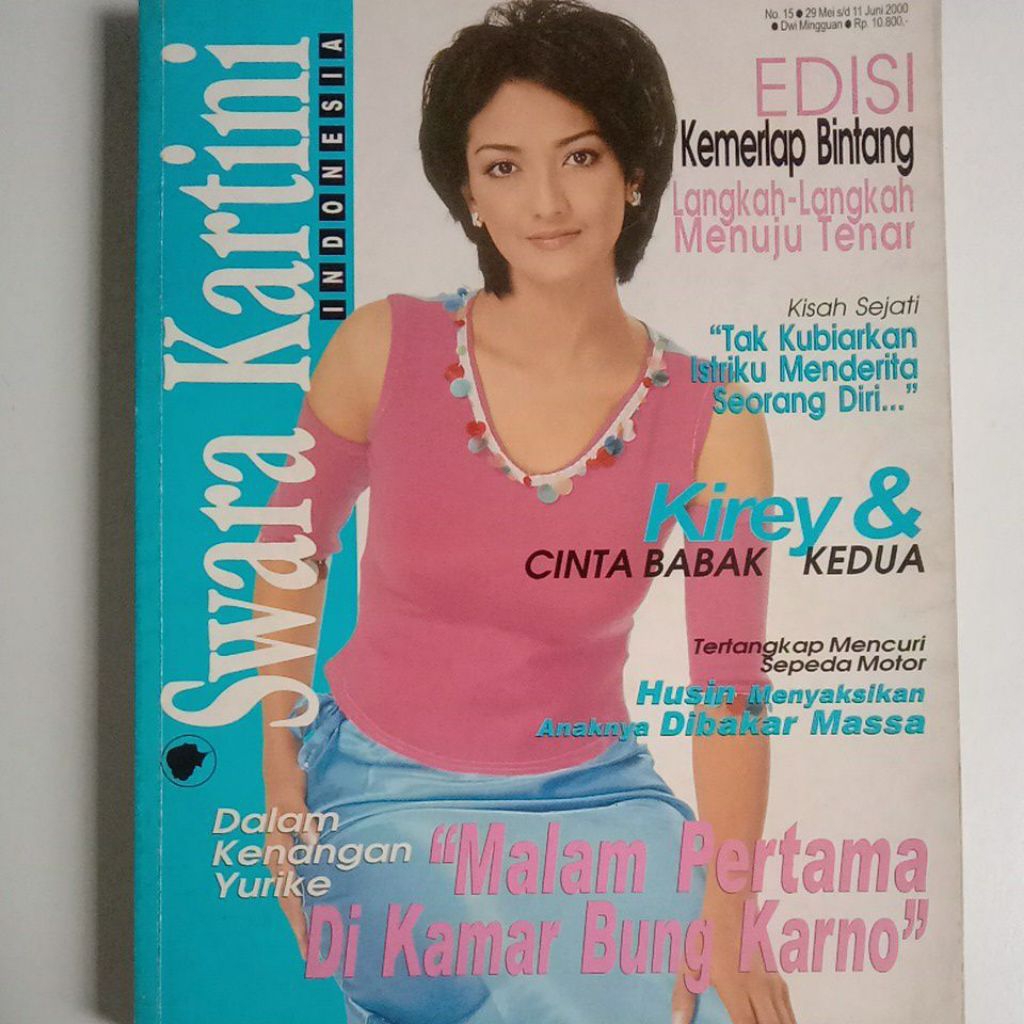 Swara Kartini
INDONESIA
No. 15 ● 29 Mei s/d 11 Juni 2000
● Dwi Mingguan ● Rp. 10.800,-
EDISI
Kemerlap Bintang
Langkah-Langkah
Menuju Tenar
Kisah Sejati
“Tak Kubiarkan
Istriku Menderita
Seorang Diri...”
Kirey &
CINTA BABAK KEDUA
Tertangkap Mencuri
Sepeda Motor
Husin Menyaksikan
Anaknya Dibakar Massa
Dalam
Kenangan
Yurike
“Malam Pertama
Di Kamar Bung Karno”